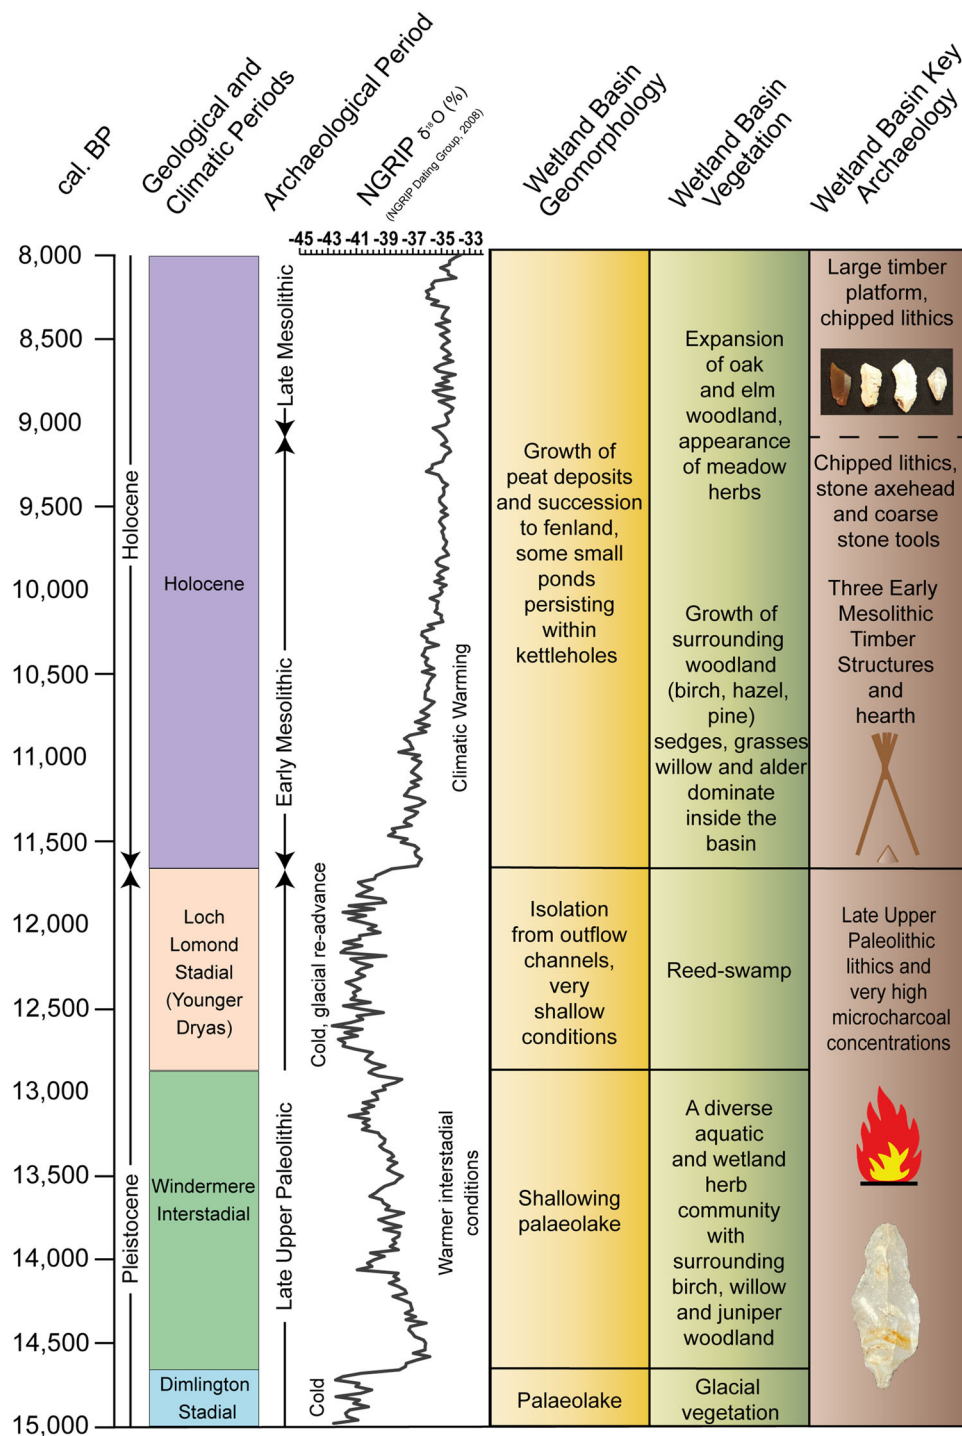 cal. BP
Geological and
Climatic Periods
Archaeological Period
NGRIP δ¹⁸O (%)
(NGRIP Dating Group, 2008)
Wetland Basin
Geomorphology
Wetland Basin
Vegetation
Wetland Basin Key
Archaeology
-45 -43 -41 -39 -37 -35 -33
8,000
8,500
9,000
9,500
10,000
10,500
11,000
11,500
12,000
12,500
13,000
13,500
14,000
14,500
15,000
Holocene
Pleistocene
Holocene
Loch
Lomond
Stadial
(Younger
Dryas)
Windermere
Interstadial
Dimlington
Stadial
Late Mesolithic
Early Mesolithic
Late Upper Paleolithic
Climatic Warming
Cold, glacial re-advance
Warmer interstadial
conditions
Cold
Growth of
peat deposits
and succession
to fenland,
some small
ponds
persisting
within
kettleholes
Isolation
from outflow
channels,
very
shallow
conditions
Shallowing
palaeolake
Palaeolake
Expansion
of oak
and elm
woodland,
appearance
of meadow
herbs
Growth of
surrounding
woodland
(birch, hazel,
pine)
sedges, grasses
willow and alder
dominate
inside the
basin
Reed-swamp
A diverse
aquatic
and wetland
herb
community
with
surrounding
birch, willow
and juniper
woodland
Glacial
vegetation
Large timber
platform,
chipped lithics
Chipped lithics,
stone axehead
and coarse
stone tools
Three Early
Mesolithic
Timber
Structures
and
hearth
Late Upper
Paleolithic
lithics and
very high
microcharcoal
concentrations